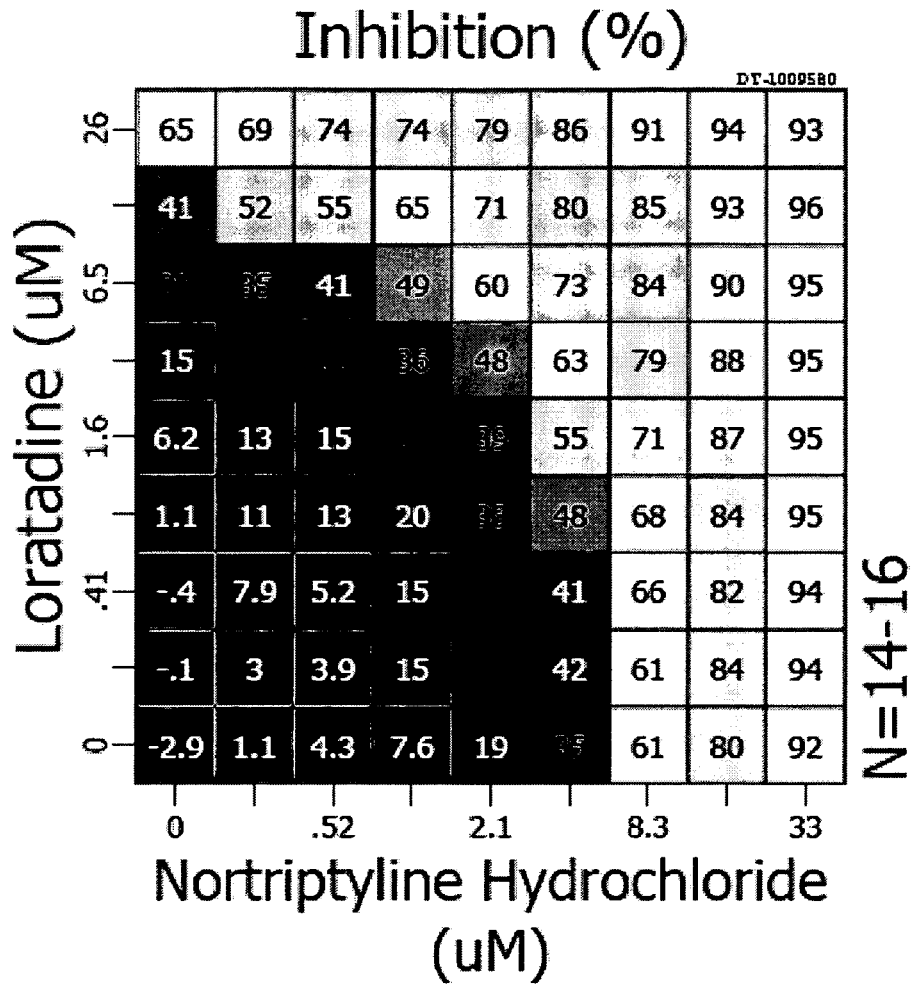 Inhibition (%)
DT-1009580
26 65 69 74 74 79 86 91 94 93
41 52 55 65 71 80 85 93 96
6.5 41 49 60 73 84 90 95
15 36 48 63 79 88 95
1.6 6.2 13 15 39 55 71 87 95
1.1 11 13 20 48 68 84 95
.41 -.4 7.9 5.2 15 41 66 82 94
-.1 3 3.9 15 42 61 84 94
0 -2.9 1.1 4.3 7.6 19 35 61 80 92
0 .52 2.1 8.3 33
Loratadine (uM)
Nortriptyline Hydrochloride
(uM)
N=14-16